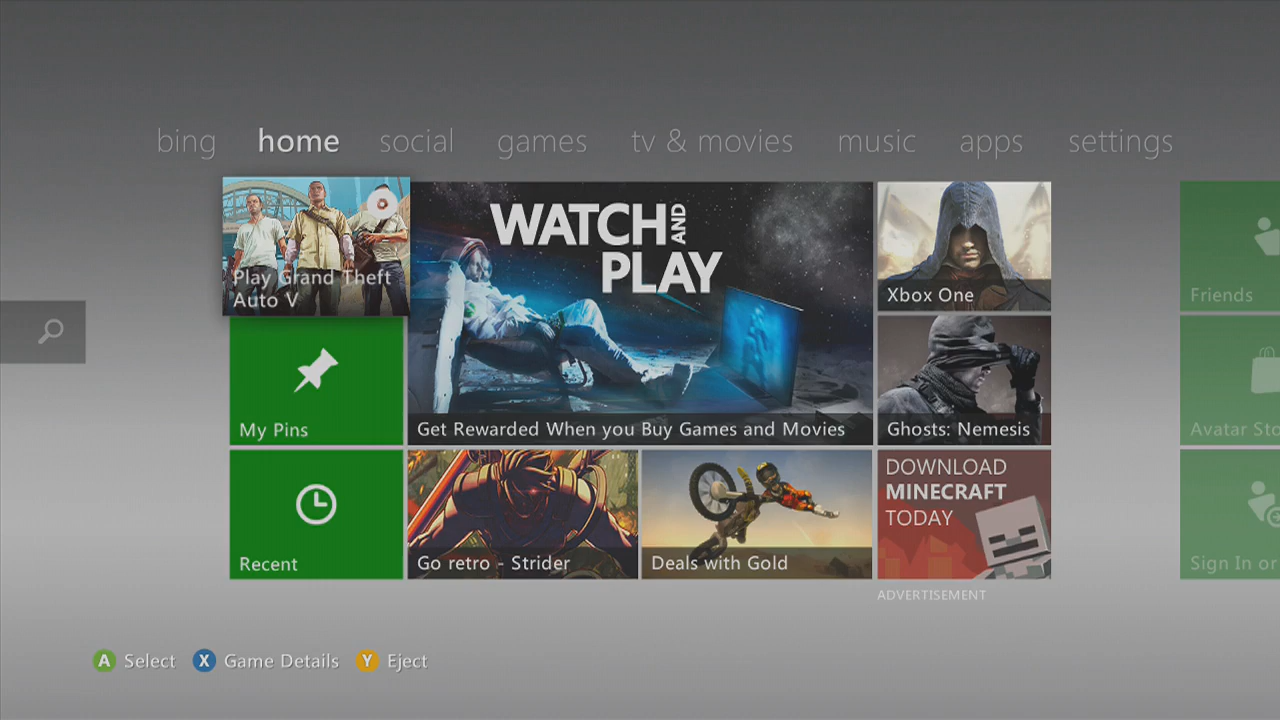 bing home social games tv & movies music apps settings
Play Grand Theft
Auto V
My Pins
Recent
WATCH AND
PLAY
Get Rewarded When you Buy Games and Movies
Go retro - Strider
Deals with Gold
Xbox One
Ghosts: Nemesis
DOWNLOAD
MINECRAFT
TODAY
ADVERTISEMENT
Friends
Avatar Sto
Sign In or
A Select X Game Details Y Eject